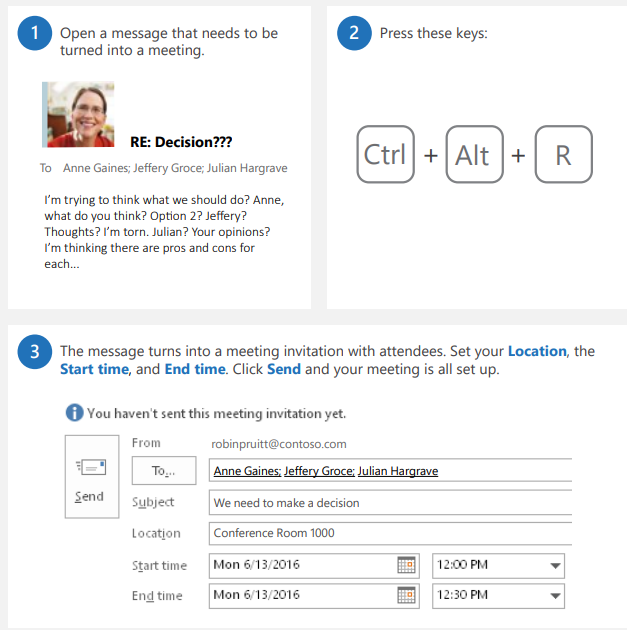 1
Open a message that needs to be
turned into a meeting.
RE: Decision???
To Anne Gaines; Jeffery Groce; Julian Hargrave
I'm trying to think what we should do? Anne,
what do you think? Option 2? Jeffery?
Thoughts? I'm torn. Julian? Your opinions?
I'm thinking there are pros and cons for
each...
2
Press these keys:
Ctrl + Alt + R
3
The message turns into a meeting invitation with attendees. Set your Location, the
Start time, and End time. Click Send and your meeting is all set up.
You haven't sent this meeting invitation yet.
From robinpruitt@contoso.com
To... Anne Gaines; Jeffery Groce; Julian Hargrave
Send
Subject We need to make a decision
Location Conference Room 1000
Start time Mon 6/13/2016 12:00 PM
End time Mon 6/13/2016 12:30 PM